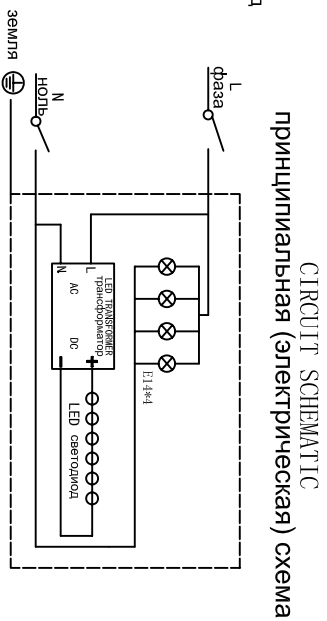 CIRCUIT SCHEMATIC
принципиальная (электрическая) схема
L
фаза
N
ноль
земля
E14*4
L
N
LED TRANSFORMER
трансформатор
AC
DC
+
-
LED светодиод